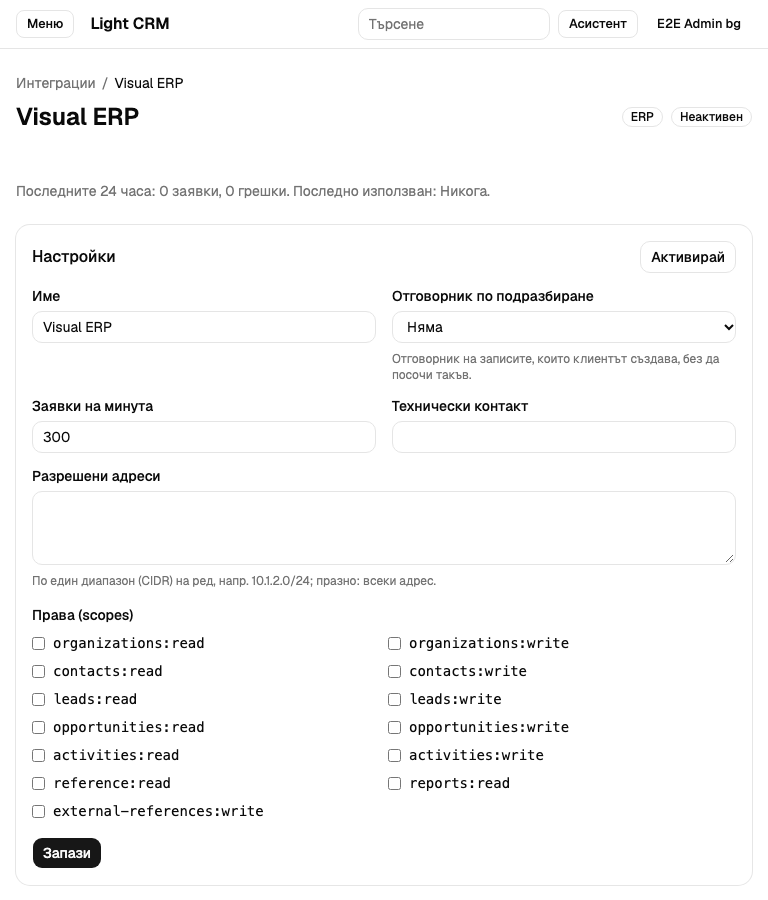 Меню
Light CRM
Търсене
Асистент
E2E Admin bg
Интеграции / Visual ERP
Visual ERP
ERP
Неактивен
Последните 24 часа: 0 заявки, 0 грешки. Последно използван: Никога.
Настройки
Активирай
Име
Visual ERP
Отговорник по подразбиране
Няма
Отговорник на записите, които клиентът създава, без да
посочи такъв.
Заявки на минута
300
Технически контакт
Разрешени адреси
По един диапазон (CIDR) на ред, напр. 10.1.2.0/24; празно: всеки адрес.
Права (scopes)
organizations:read
organizations:write
contacts:read
contacts:write
leads:read
leads:write
opportunities:read
opportunities:write
activities:read
activities:write
reference:read
reports:read
external-references:write
Запази